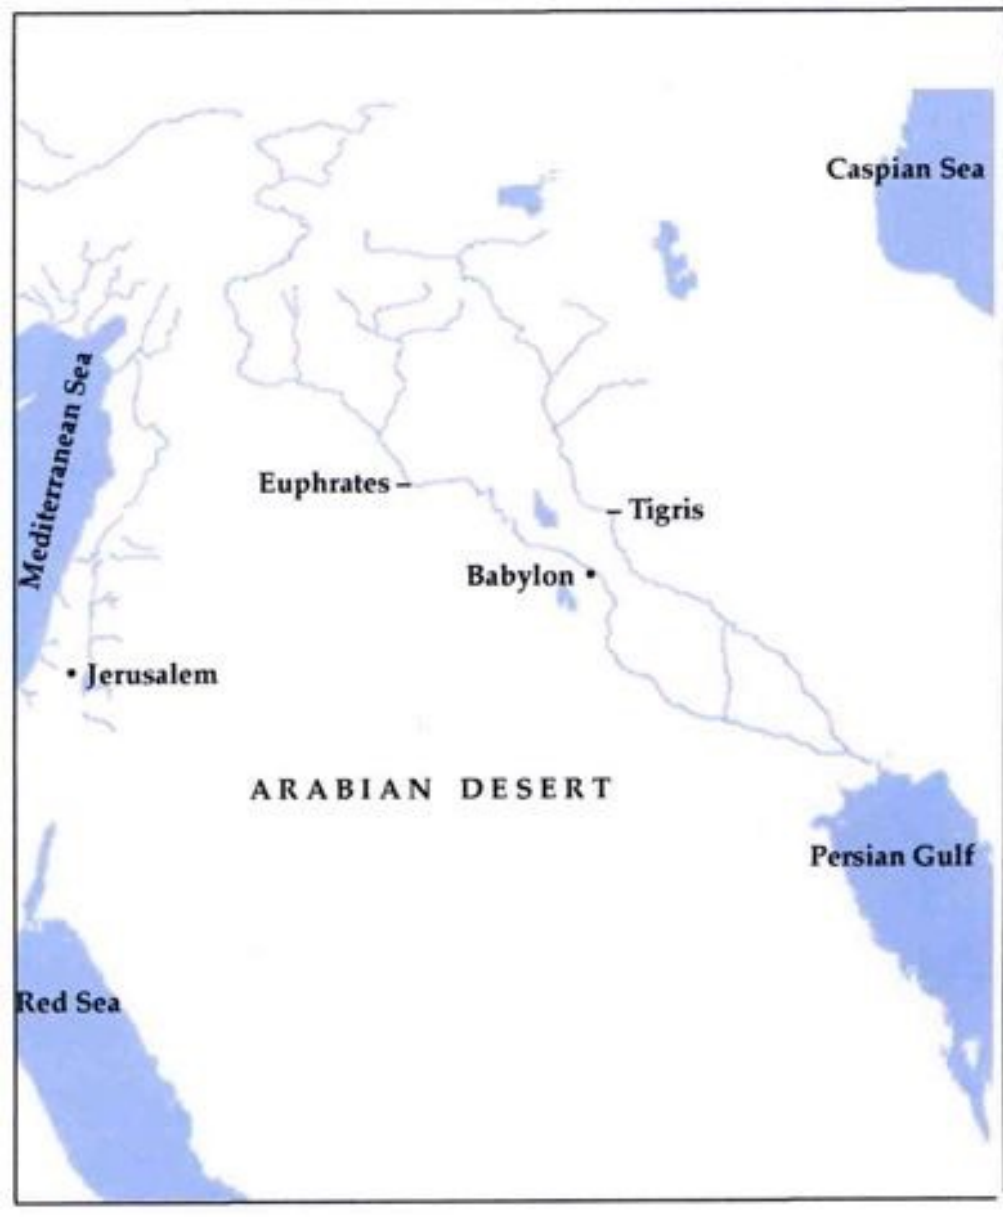 Caspian Sea
Mediterranean Sea
Euphrates
Tigris
Babylon
Jerusalem
ARABIAN DESERT
Persian Gulf
Red Sea